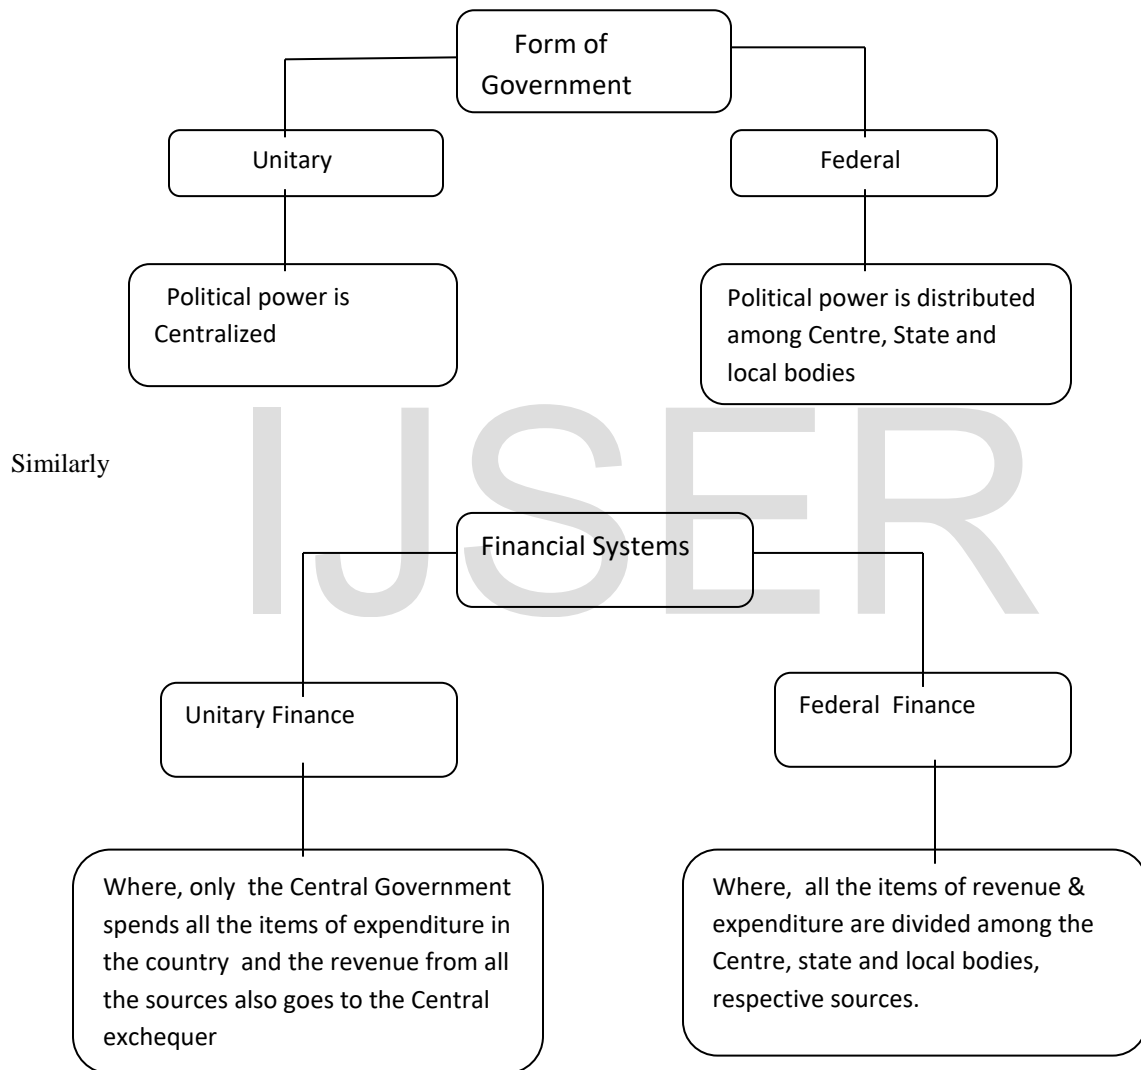 Form of
Government
Unitary
Federal
Political power is
Centralized
Political power is distributed
among Centre, State and
local bodies
IJSER
Similarly
Financial Systems
Unitary Finance
Federal Finance
Where, only the Central Government
spends all the items of expenditure in
the country and the revenue from all
the sources also goes to the Central
exchequer
Where, all the items of revenue &
expenditure are divided among the
Centre, state and local bodies,
respective sources.